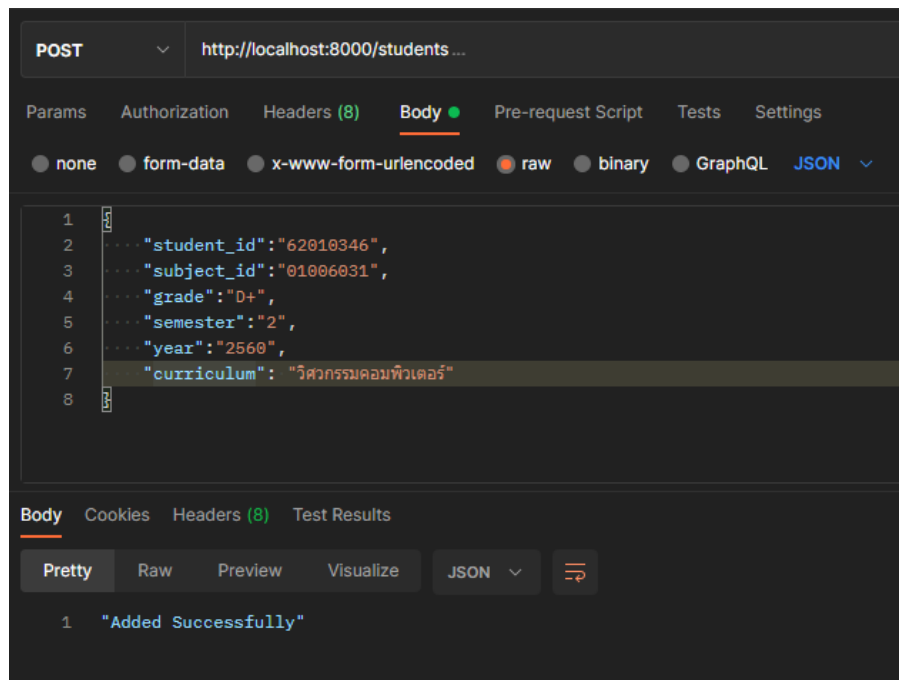 POST http://localhost:8000/students...
Params Authorization Headers (8) Body Pre-request Script Tests Settings
none form-data x-www-form-urlencoded raw binary GraphQL JSON
1 {
2 "student_id":"62010346",
3 "subject_id":"01006031",
4 "grade":"D+",
5 "semester":"2",
6 "year":"2560",
7 "curriculum": "วิศวกรรมคอมพิวเตอร์"
8 }
Body Cookies Headers (8) Test Results
Pretty Raw Preview Visualize JSON
1 "Added Successfully"